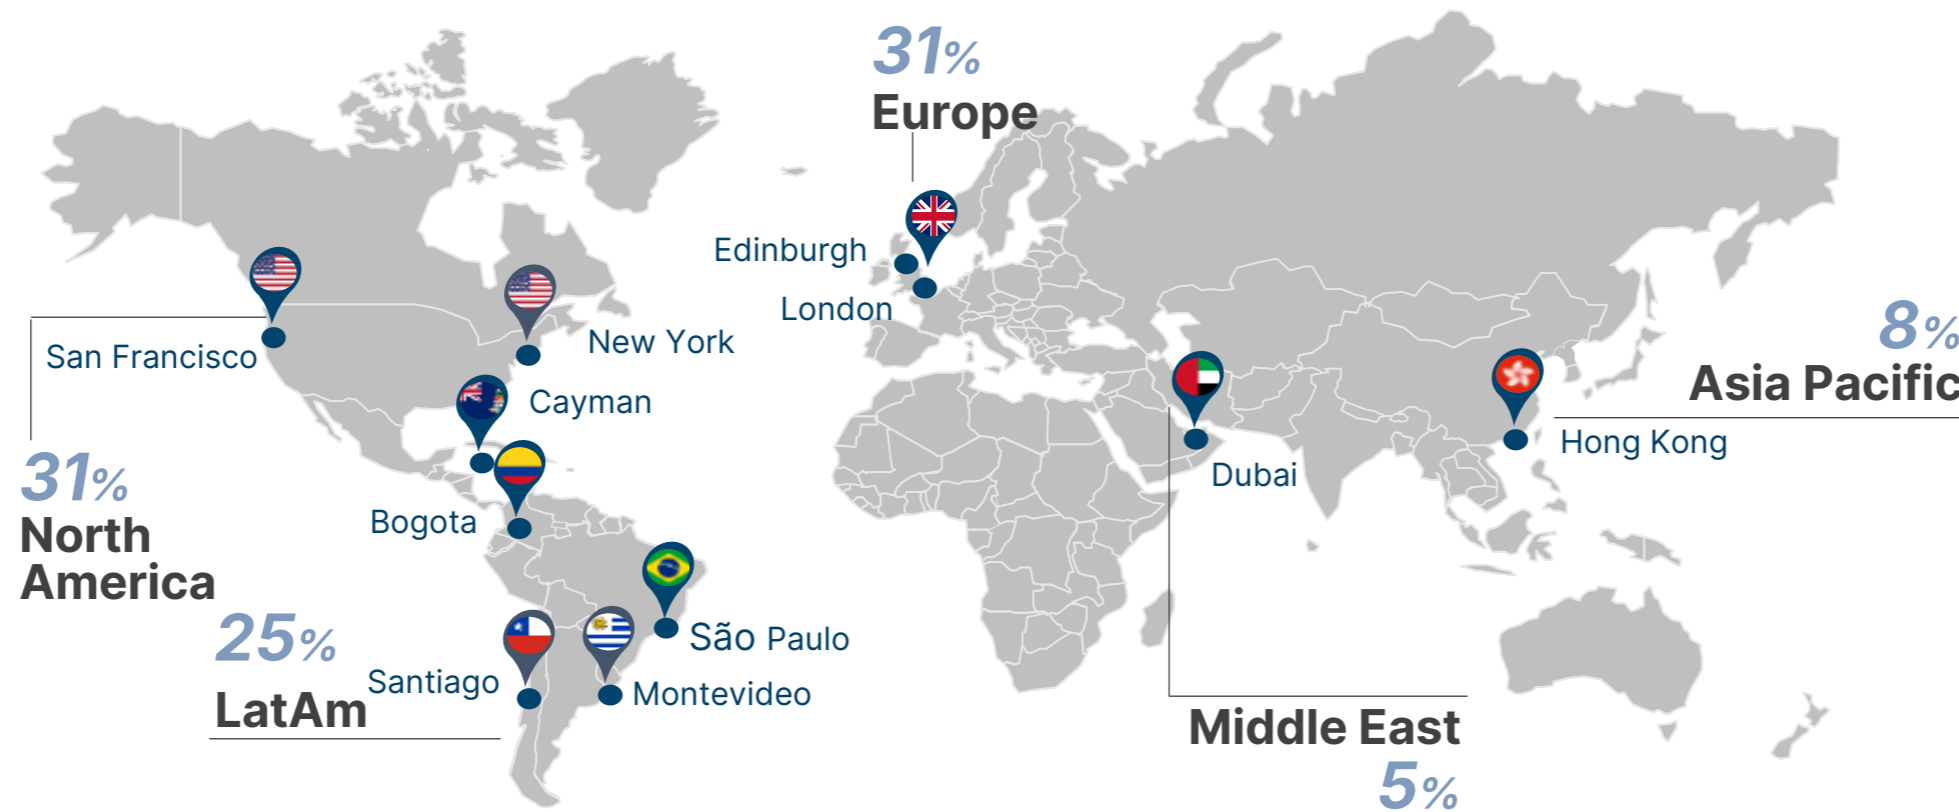 31%
Europe
Edinburgh
London
San Francisco
New York
Cayman
31%
North
America
Bogota
25%
LatAm
Santiago
São Paulo
Montevideo
8%
Asia Pacific
Hong Kong
Dubai
Middle East
5%